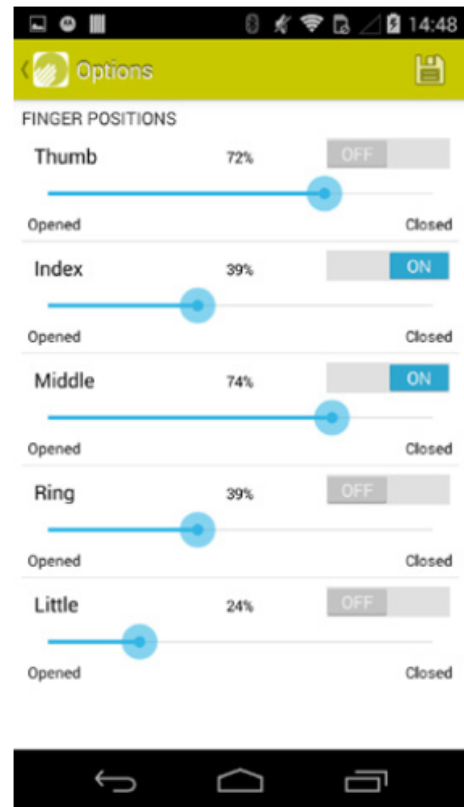 14:48
Options
FINGER POSITIONS
Thumb 72% OFF
Opened Closed
Index 39% ON
Opened Closed
Middle 74% ON
Opened Closed
Ring 39% OFF
Opened Closed
Little 24% OFF
Opened Closed